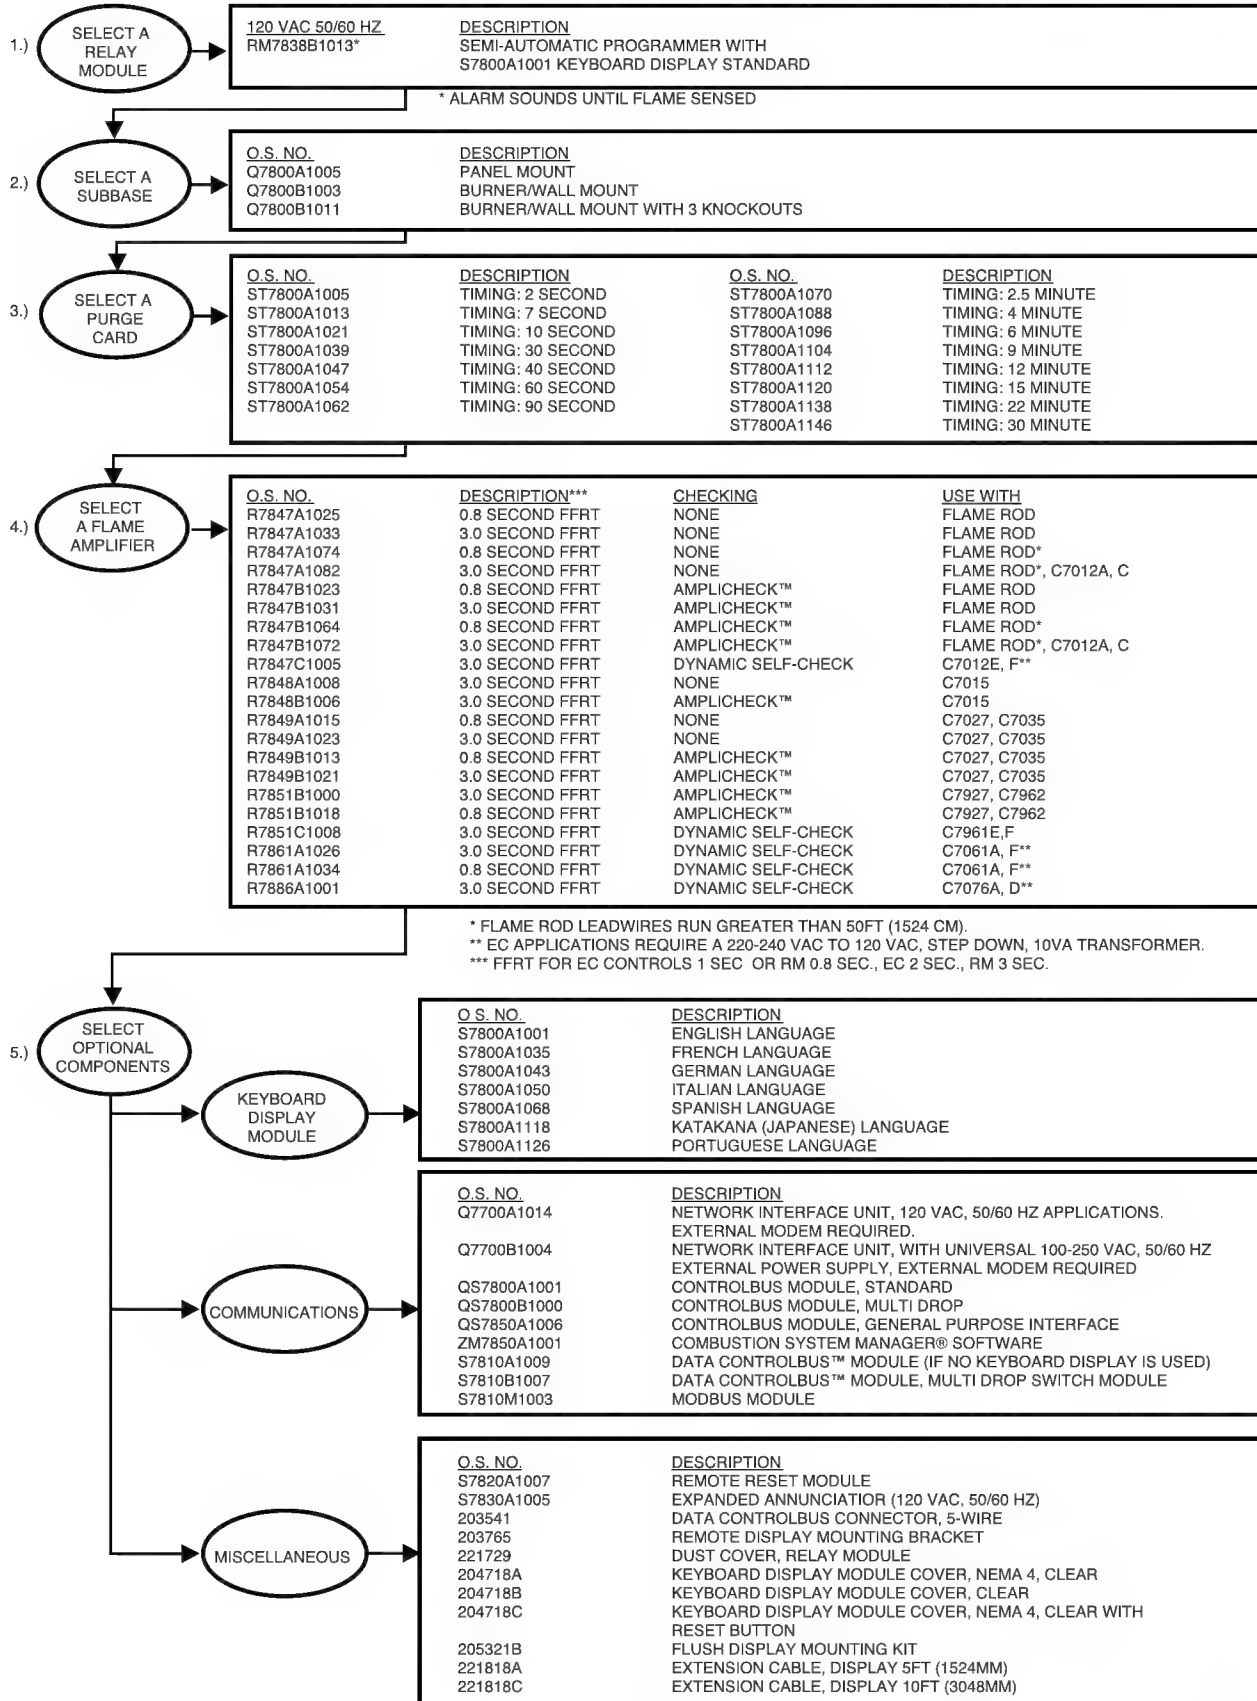 1.)
SELECT A
RELAY
MODULE
120 VAC 50/60 HZ DESCRIPTION
RM7838B1013* SEMI-AUTOMATIC PROGRAMMER WITH
S7800A1001 KEYBOARD DISPLAY STANDARD
* ALARM SOUNDS UNTIL FLAME SENSED
2.)
SELECT A
SUBBASE
O.S. NO. DESCRIPTION
Q7800A1005 PANEL MOUNT
Q7800B1003 BURNER/WALL MOUNT
Q7800B1011 BURNER/WALL MOUNT WITH 3 KNOCKOUTS
3.)
SELECT A
PURGE
CARD
O.S. NO. DESCRIPTION O.S. NO. DESCRIPTION
ST7800A1005 TIMING: 2 SECOND ST7800A1070 TIMING: 2.5 MINUTE
ST7800A1013 TIMING: 7 SECOND ST7800A1088 TIMING: 4 MINUTE
ST7800A1021 TIMING: 10 SECOND ST7800A1096 TIMING: 6 MINUTE
ST7800A1039 TIMING: 30 SECOND ST7800A1104 TIMING: 9 MINUTE
ST7800A1047 TIMING: 40 SECOND ST7800A1112 TIMING: 12 MINUTE
ST7800A1054 TIMING: 60 SECOND ST7800A1120 TIMING: 15 MINUTE
ST7800A1062 TIMING: 90 SECOND ST7800A1138 TIMING: 22 MINUTE
ST7800A1146 TIMING: 30 MINUTE
4.)
SELECT
A FLAME
AMPLIFIER
O.S. NO. DESCRIPTION*** CHECKING USE WITH
R7847A1025 0.8 SECOND FFRT NONE FLAME ROD
R7847A1033 3.0 SECOND FFRT NONE FLAME ROD
R7847A1074 0.8 SECOND FFRT NONE FLAME ROD*
R7847A1082 3.0 SECOND FFRT NONE FLAME ROD*, C7012A, C
R7847B1023 0.8 SECOND FFRT AMPLICHECK™ FLAME ROD
R7847B1031 3.0 SECOND FFRT AMPLICHECK™ FLAME ROD
R7847B1064 0.8 SECOND FFRT AMPLICHECK™ FLAME ROD*
R7847B1072 3.0 SECOND FFRT AMPLICHECK™ FLAME ROD*, C7012A, C
R7847C1005 3.0 SECOND FFRT DYNAMIC SELF-CHECK C7012E, F**
R7848A1008 3.0 SECOND FFRT NONE C7015
R7848B1006 3.0 SECOND FFRT AMPLICHECK™ C7015
R7849A1015 0.8 SECOND FFRT NONE C7027, C7035
R7849A1023 3.0 SECOND FFRT NONE C7027, C7035
R7849B1013 0.8 SECOND FFRT AMPLICHECK™ C7027, C7035
R7849B1021 3.0 SECOND FFRT AMPLICHECK™ C7027, C7035
R7851B1000 3.0 SECOND FFRT AMPLICHECK™ C7927, C7962
R7851B1018 0.8 SECOND FFRT AMPLICHECK™ C7927, C7962
R7851C1008 3.0 SECOND FFRT DYNAMIC SELF-CHECK C7961E,F
R7861A1026 3.0 SECOND FFRT DYNAMIC SELF-CHECK C7061A, F**
R7861A1034 0.8 SECOND FFRT DYNAMIC SELF-CHECK C7061A, F**
R7886A1001 3.0 SECOND FFRT DYNAMIC SELF-CHECK C7076A, D**
* FLAME ROD LEADWIRES RUN GREATER THAN 50FT (1524 CM).
** EC APPLICATIONS REQUIRE A 220-240 VAC TO 120 VAC, STEP DOWN, 10VA TRANSFORMER.
*** FFRT FOR EC CONTROLS 1 SEC OR RM 0.8 SEC., EC 2 SEC., RM 3 SEC.
5.)
SELECT
OPTIONAL
COMPONENTS
KEYBOARD
DISPLAY
MODULE
O S. NO. DESCRIPTION
S7800A1001 ENGLISH LANGUAGE
S7800A1035 FRENCH LANGUAGE
S7800A1043 GERMAN LANGUAGE
S7800A1050 ITALIAN LANGUAGE
S7800A1068 SPANISH LANGUAGE
S7800A1118 KATAKANA (JAPANESE) LANGUAGE
S7800A1126 PORTUGUESE LANGUAGE
COMMUNICATIONS
O.S. NO. DESCRIPTION
Q7700A1014 NETWORK INTERFACE UNIT, 120 VAC, 50/60 HZ APPLICATIONS.
EXTERNAL MODEM REQUIRED.
Q7700B1004 NETWORK INTERFACE UNIT, WITH UNIVERSAL 100-250 VAC, 50/60 HZ
EXTERNAL POWER SUPPLY, EXTERNAL MODEM REQUIRED
QS7800A1001 CONTROLBUS MODULE, STANDARD
QS7800B1000 CONTROLBUS MODULE, MULTI DROP
QS7850A1006 CONTROLBUS MODULE, GENERAL PURPOSE INTERFACE
ZM7850A1001 COMBUSTION SYSTEM MANAGER® SOFTWARE
S7810A1009 DATA CONTROLBUS™ MODULE (IF NO KEYBOARD DISPLAY IS USED)
S7810B1007 DATA CONTROLBUS™ MODULE, MULTI DROP SWITCH MODULE
S7810M1003 MODBUS MODULE
MISCELLANEOUS
O.S. NO. DESCRIPTION
S7820A1007 REMOTE RESET MODULE
S7830A1005 EXPANDED ANNUNCIATIOR (120 VAC, 50/60 HZ)
203541 DATA CONTROLBUS CONNECTOR, 5-WIRE
203765 REMOTE DISPLAY MOUNTING BRACKET
221729 DUST COVER, RELAY MODULE
204718A KEYBOARD DISPLAY MODULE COVER, NEMA 4, CLEAR
204718B KEYBOARD DISPLAY MODULE COVER, CLEAR
204718C KEYBOARD DISPLAY MODULE COVER, NEMA 4, CLEAR WITH
RESET BUTTON
205321B FLUSH DISPLAY MOUNTING KIT
221818A EXTENSION CABLE, DISPLAY 5FT (1524MM)
221818C EXTENSION CABLE, DISPLAY 10FT (3048MM)